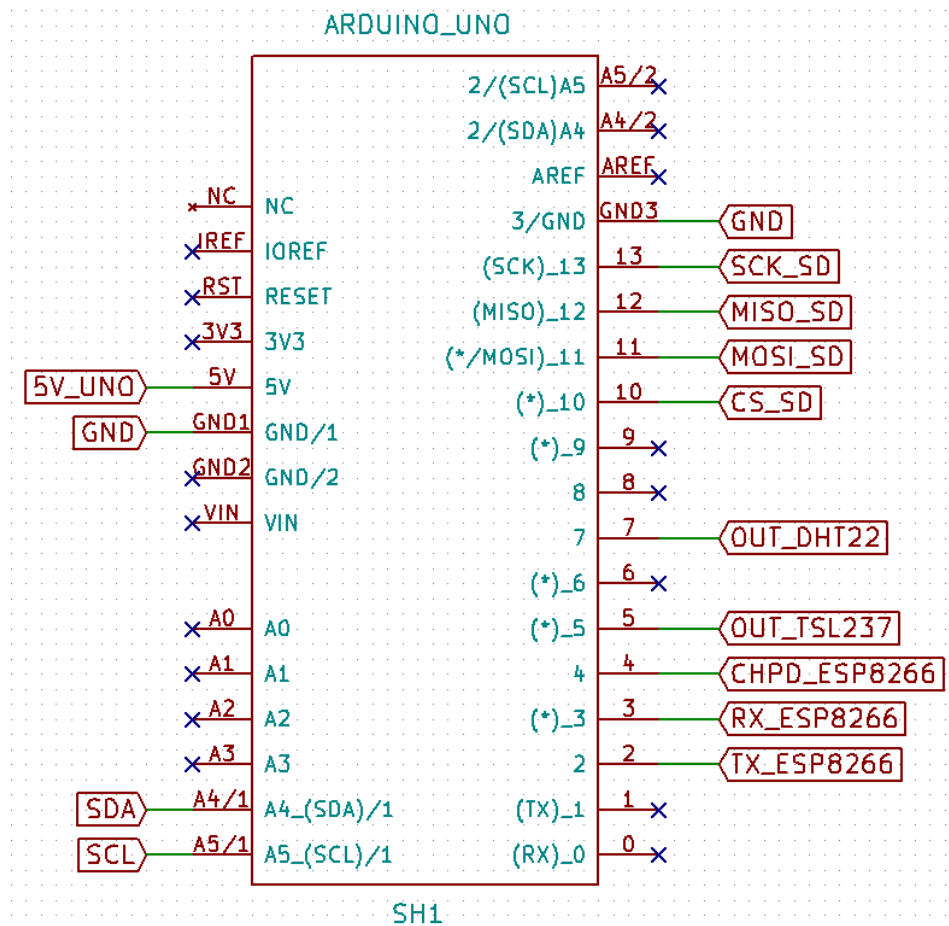 ARDUINO_UNO
2/(SCL)A5 A5/2
2/(SDA)A4 A4/2
AREF AREF
NC NC
3/GND GND3 GND
IREF IOREF
(SCK)_13 13 SCK_SD
RST RESET
(MISO)_12 12 MISO_SD
3V3 3V3
(*/MOSI)_11 11 MOSI_SD
5V_UNO 5V 5V
(*)_10 10 CS_SD
GND GND1 GND/1
(*)_9 9
GND2 GND/2
8 8
VIN VIN
7 7 OUT_DHT22
(*)_6 6
A0 A0
(*)_5 5 OUT_TSL237
A1 A1
4 4 CHPD_ESP8266
A2 A2
(*)_3 3 RX_ESP8266
A3 A3
2 2 TX_ESP8266
SDA A4/1 A4_(SDA)/1
(TX)_1 1
SCL A5/1 A5_(SCL)/1
(RX)_0 0
SH1